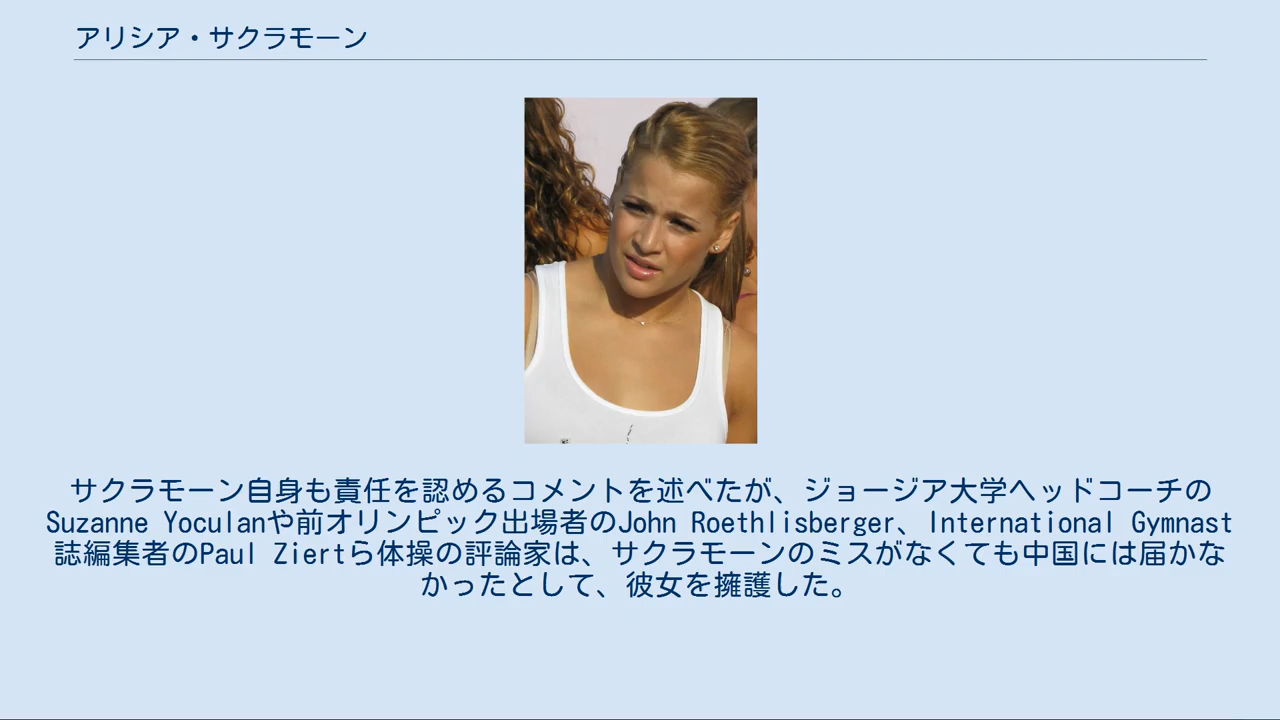 アリシア・サクラモーン
サクラモーン自身も責任を認めるコメントを述べたが、ジョージア大学ヘッドコーチの
Suzanne Yoculanや前オリンピック出場者のJohn Roethlisberger、International Gymnast
誌編集者のPaul Ziertら体操の評論家は、サクラモーンのミスがなくても中国には届かな
かったとして、彼女を擁護した。